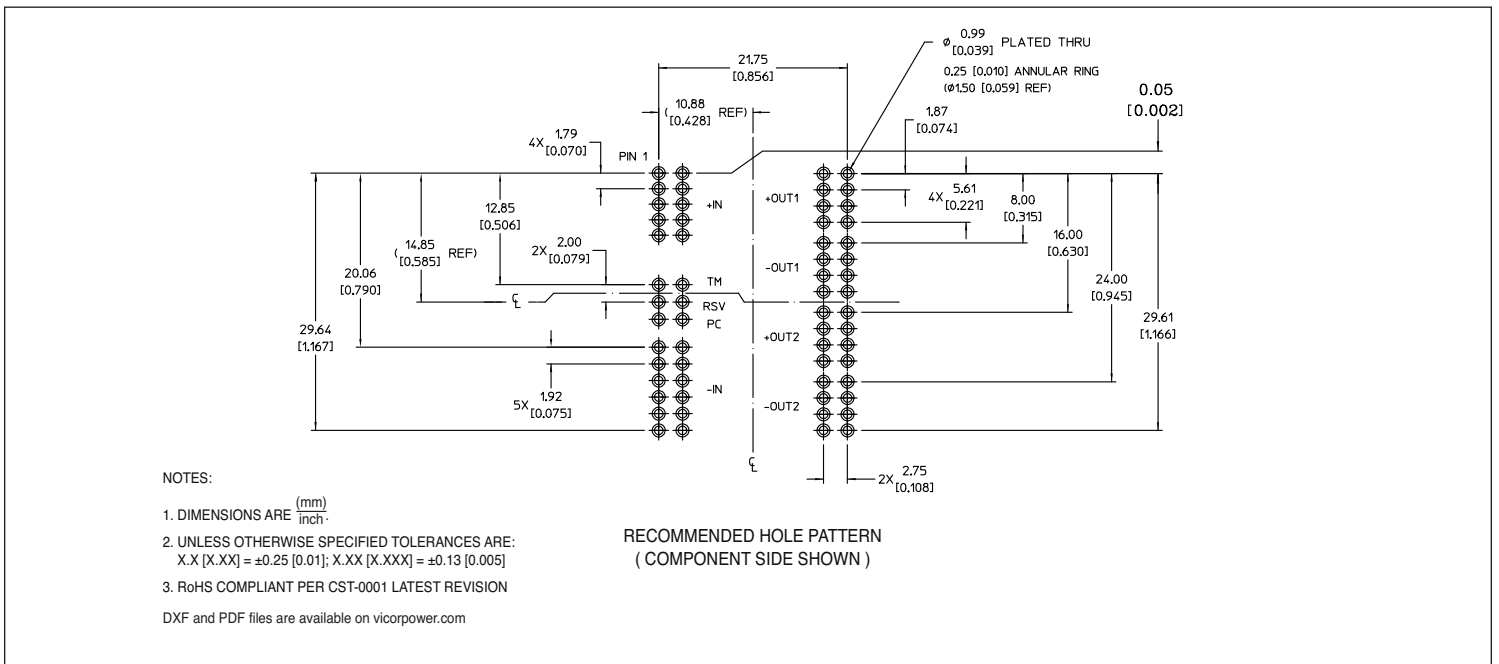 0.99
ø [0.039] PLATED THRU
21.75
[0.856]
0.25 [0.010] ANNULAR RING
(ø1.50 [0.059] REF)
0.05
[0.002]
10.88
( [0.428] REF)
1.87
[0.074]
1.79
4X [0.070]
PIN 1
+IN
+OUT1
5.61
4X [0.221]
8.00
[0.315]
12.85
[0.506]
16.00
[0.630]
14.85
( [0.585] REF)
2.00
2X [0.079]
-OUT1
20.06
[0.790]
TM
24.00
[0.945]
℄
RSV
PC
29.64
[1.167]
+OUT2
29.61
[1.166]
1.92
5X [0.075]
-IN
-OUT2
℄
2.75
2X [0.108]
NOTES:
1. DIMENSIONS ARE (mm)
inch.
2. UNLESS OTHERWISE SPECIFIED TOLERANCES ARE:
X.X [X.XX] = ±0.25 [0.01]; X.XX [X.XXX] = ±0.13 [0.005]
3. RoHS COMPLIANT PER CST-0001 LATEST REVISION
DXF and PDF files are available on vicorpower.com
RECOMMENDED HOLE PATTERN
( COMPONENT SIDE SHOWN )